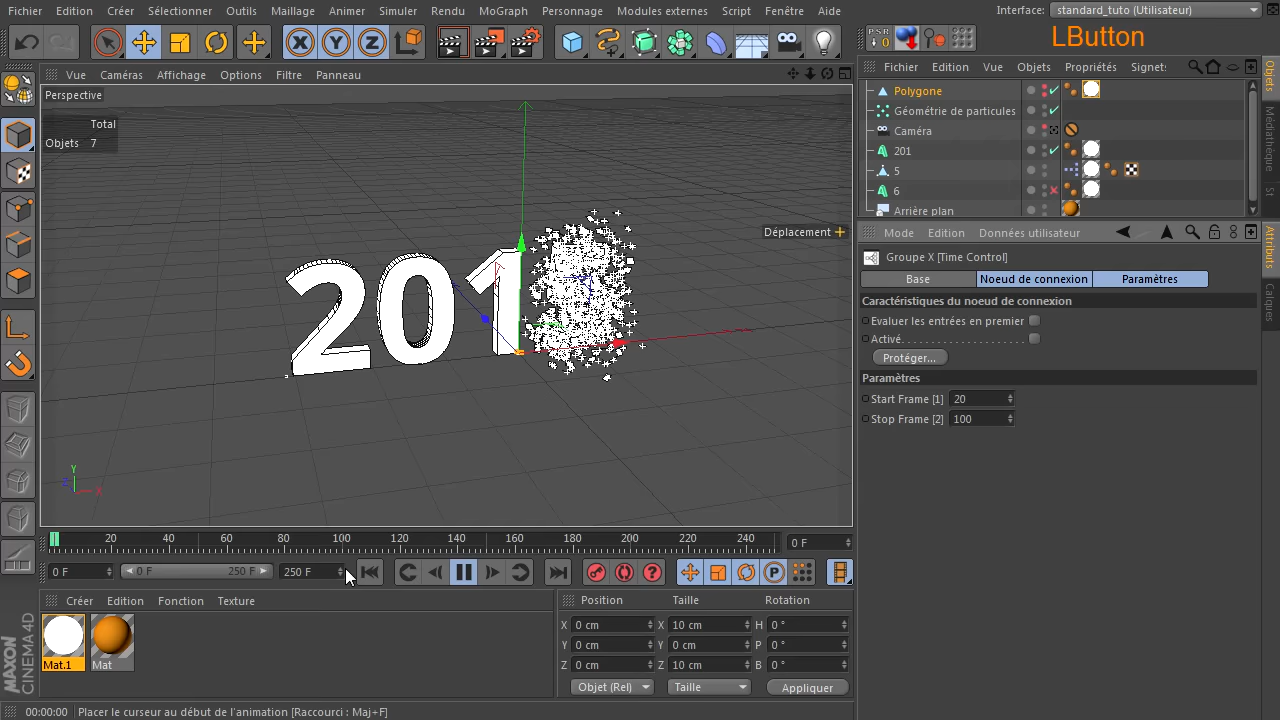 Fichier Edition Créer Sélectionner Outils Maillage Animer Simuler Rendu MoGraph Personnage Modules externes Script Fenêtre Aide Interface: standard_tuto (Utilisateur)
X Y Z PSR 0 LButton
Vue Caméras Affichage Options Filtre Panneau
Fichier Edition Vue Objets Propriétés Signets
Perspective
Total
Objets 7
Déplacement
Polygone
Géométrie de particules
Caméra
201
5
6
Arrière plan
Objets
Médiathèque
St
Mode Edition Données utilisateur
Groupe X [Time Control]
Base Noeud de connexion Paramètres
Caractéristiques du noeud de connexion
Evaluer les entrées en premier
Activé
Protéger...
Paramètres
Start Frame [1] 20
Stop Frame [2] 100
Attributs
Calques
201
Y
Z X
20 40 60 80 100 120 140 160 180 200 220 240 0 F
0 F 0 F 250 F 250 F P
Créer Edition Fonction Texture
Mat.1 Mat
Position Taille Rotation
X 0 cm X 10 cm H 0 °
Y 0 cm Y 0 cm P 0 °
Z 0 cm Z 10 cm B 0 °
Objet (Rel) Taille Appliquer
MAXON CINEMA 4D
00:00:00 Placer le curseur au début de l'animation [Raccourci : Maj+F]